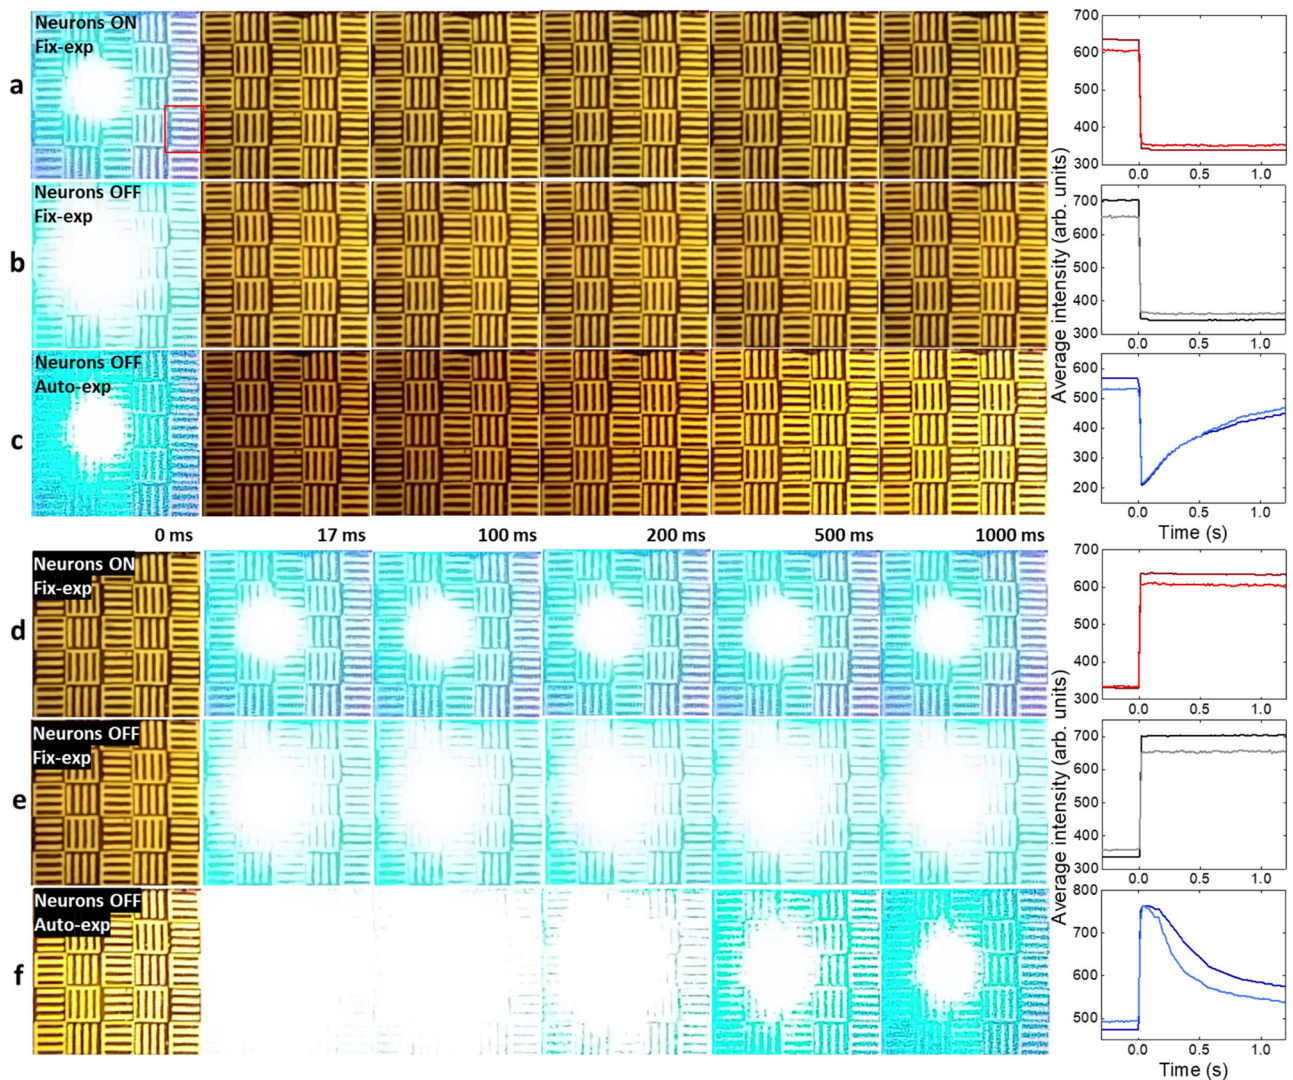 Neurons ON
Fix-exp
a
700
600
500
400
300
0.0 0.5 1.0
Neurons OFF
Fix-exp
b
700
600
500
400
300
0.0 0.5 1.0
Average intensity (arb. units)
Neurons OFF
Auto-exp
c
600
500
400
300
200
0.0 0.5 1.0
Time (s)
0 ms 17 ms 100 ms 200 ms 500 ms 1000 ms
Neurons ON
Fix-exp
d
700
600
500
400
300
0.0 0.5 1.0
Neurons OFF
Fix-exp
e
700
600
500
400
300
0.0 0.5 1.0
Average intensity (arb. units)
Neurons OFF
Auto-exp
f
800
700
600
500
0.0 0.5 1.0
Time (s)